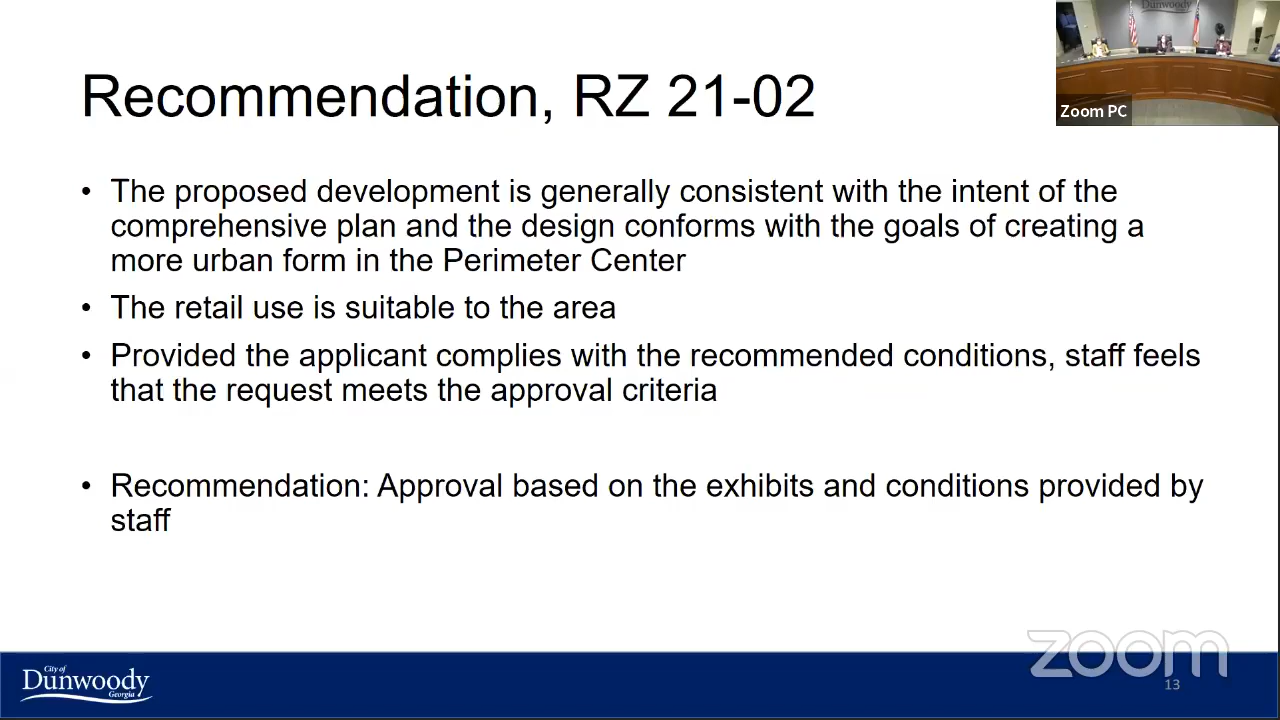 Dunwoody
Zoom PC
Recommendation, RZ 21-02
• The proposed development is generally consistent with the intent of the
comprehensive plan and the design conforms with the goals of creating a
more urban form in the Perimeter Center
• The retail use is suitable to the area
• Provided the applicant complies with the recommended conditions, staff feels
that the request meets the approval criteria
• Recommendation: Approval based on the exhibits and conditions provided by
staff
zoom
13
City of
Dunwoody
Georgia